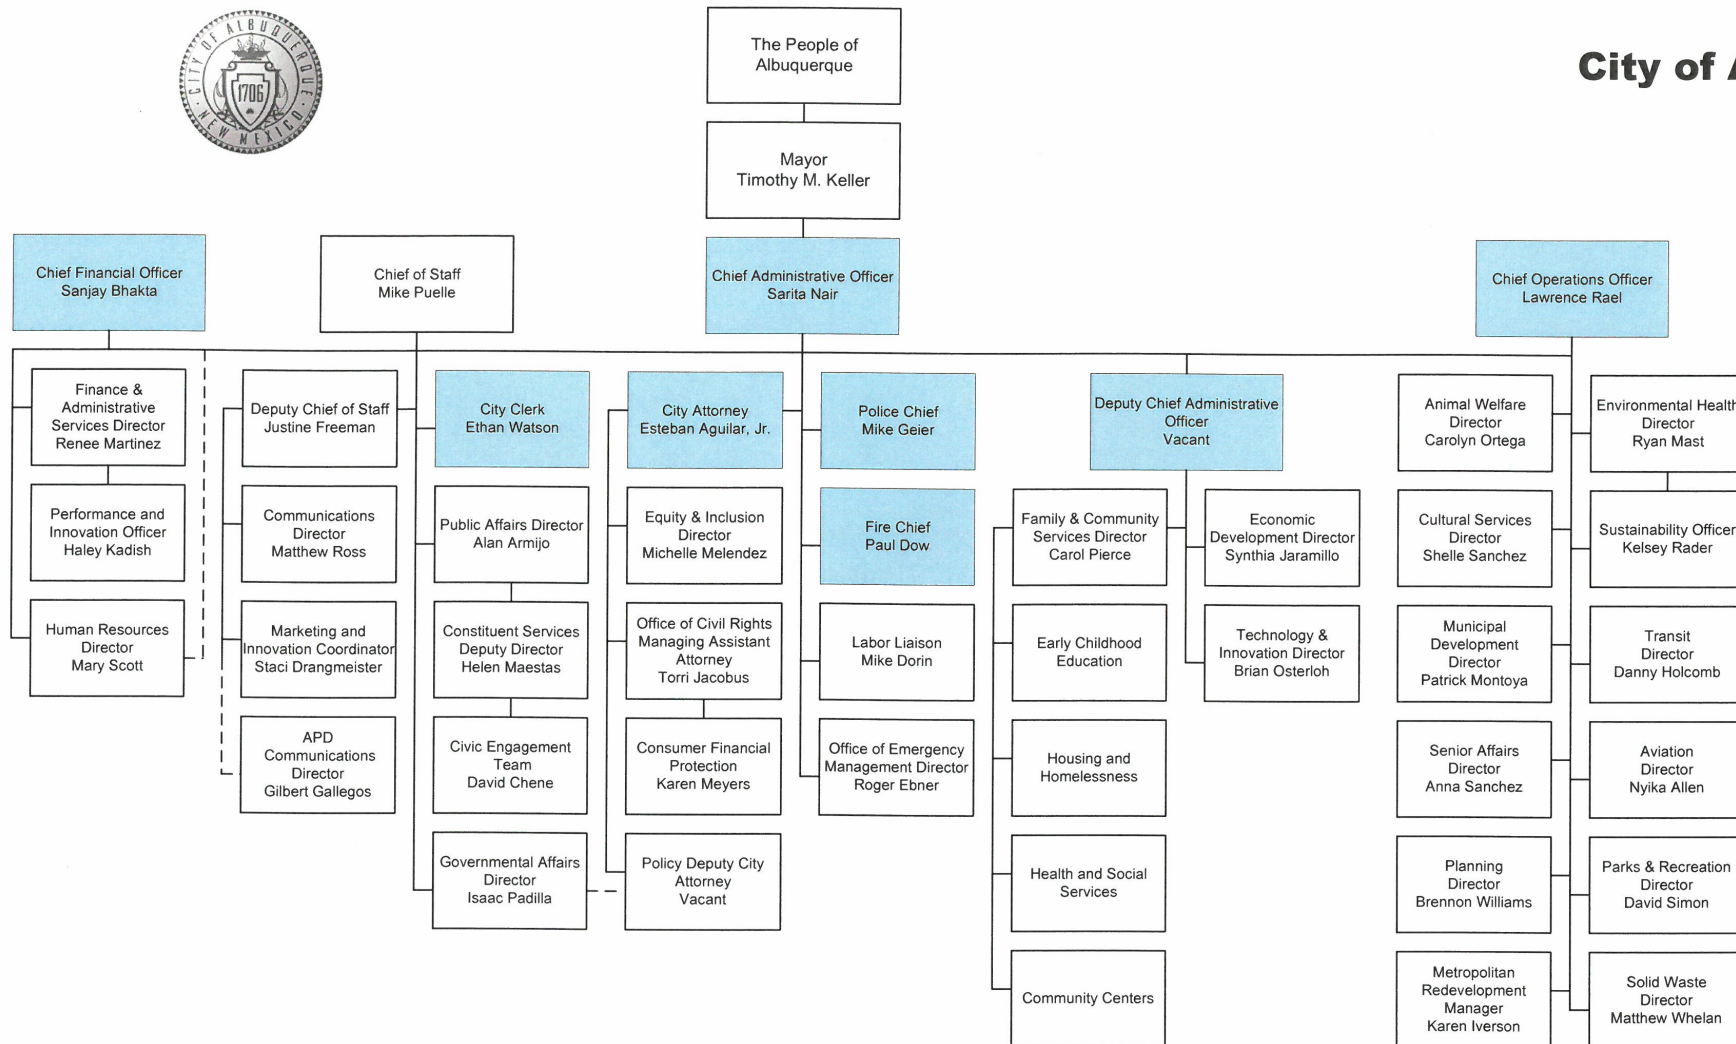 CITY OF ALBUQUERQUE
NEW MEXICO
1706
City of A
The People of
Albuquerque
Mayor
Timothy M. Keller
Chief Financial Officer
Sanjay Bhakta
Chief of Staff
Mike Puelle
Chief Administrative Officer
Sarita Nair
Chief Operations Officer
Lawrence Rael
Finance &
Administrative
Services Director
Renee Martinez
Performance and
Innovation Officer
Haley Kadish
Human Resources
Director
Mary Scott
Deputy Chief of Staff
Justine Freeman
Communications
Director
Matthew Ross
Marketing and
Innovation Coordinator
Staci Drangmeister
APD
Communications
Director
Gilbert Gallegos
City Clerk
Ethan Watson
Public Affairs Director
Alan Armijo
Constituent Services
Deputy Director
Helen Maestas
Civic Engagement
Team
David Chene
Governmental Affairs
Director
Isaac Padilla
City Attorney
Esteban Aguilar, Jr.
Equity & Inclusion
Director
Michelle Melendez
Office of Civil Rights
Managing Assistant
Attorney
Torri Jacobus
Consumer Financial
Protection
Karen Meyers
Policy Deputy City
Attorney
Vacant
Police Chief
Mike Geier
Fire Chief
Paul Dow
Labor Liaison
Mike Dorin
Office of Emergency
Management Director
Roger Ebner
Deputy Chief Administrative
Officer
Vacant
Family & Community
Services Director
Carol Pierce
Early Childhood
Education
Housing and
Homelessness
Health and Social
Services
Community Centers
Economic
Development Director
Synthia Jaramillo
Technology &
Innovation Director
Brian Osterloh
Animal Welfare
Director
Carolyn Ortega
Cultural Services
Director
Shelle Sanchez
Municipal
Development
Director
Patrick Montoya
Senior Affairs
Director
Anna Sanchez
Planning
Director
Brennon Williams
Metropolitan
Redevelopment
Manager
Karen Iverson
Environmental Health
Director
Ryan Mast
Sustainability Officer
Kelsey Rader
Transit
Director
Danny Holcomb
Aviation
Director
Nyika Allen
Parks & Recreation
Director
David Simon
Solid Waste
Director
Matthew Whelan